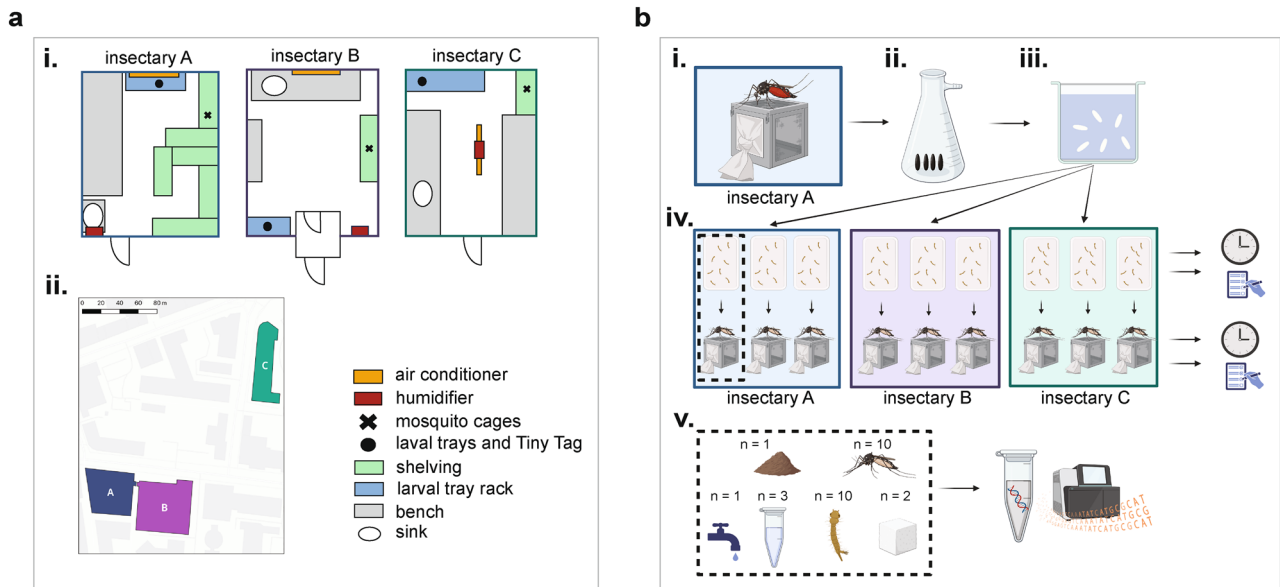 a
i.
insectary A
insectary B
insectary C
ii.
0 20 40 60 80 m
C
A
B
air conditioner
humidifier
mosquito cages
laval trays and Tiny Tag
shelving
larval tray rack
bench
sink
b
i.
ii.
iii.
insectary A
iv.
insectary A
insectary B
insectary C
v.
n = 1
n = 10
n = 1
n = 3
n = 10
n = 2